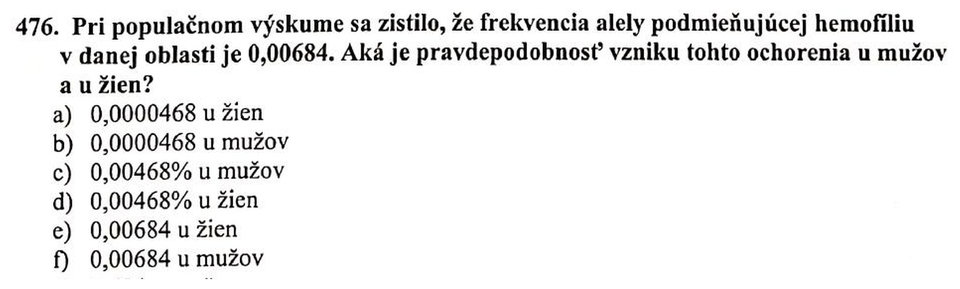 476. Pri populačnom výskume sa zistilo, že frekvencia alely podmieňujúcej hemofíliu
v danej oblasti je 0,00684. Aká je pravdepodobnosť vzniku tohto ochorenia u mužov
a u žien?
a) 0,0000468 u žien
b) 0,0000468 u mužov
c) 0,00468% u mužov
d) 0,00468% u žien
e) 0,00684 u žien
f) 0,00684 u mužov